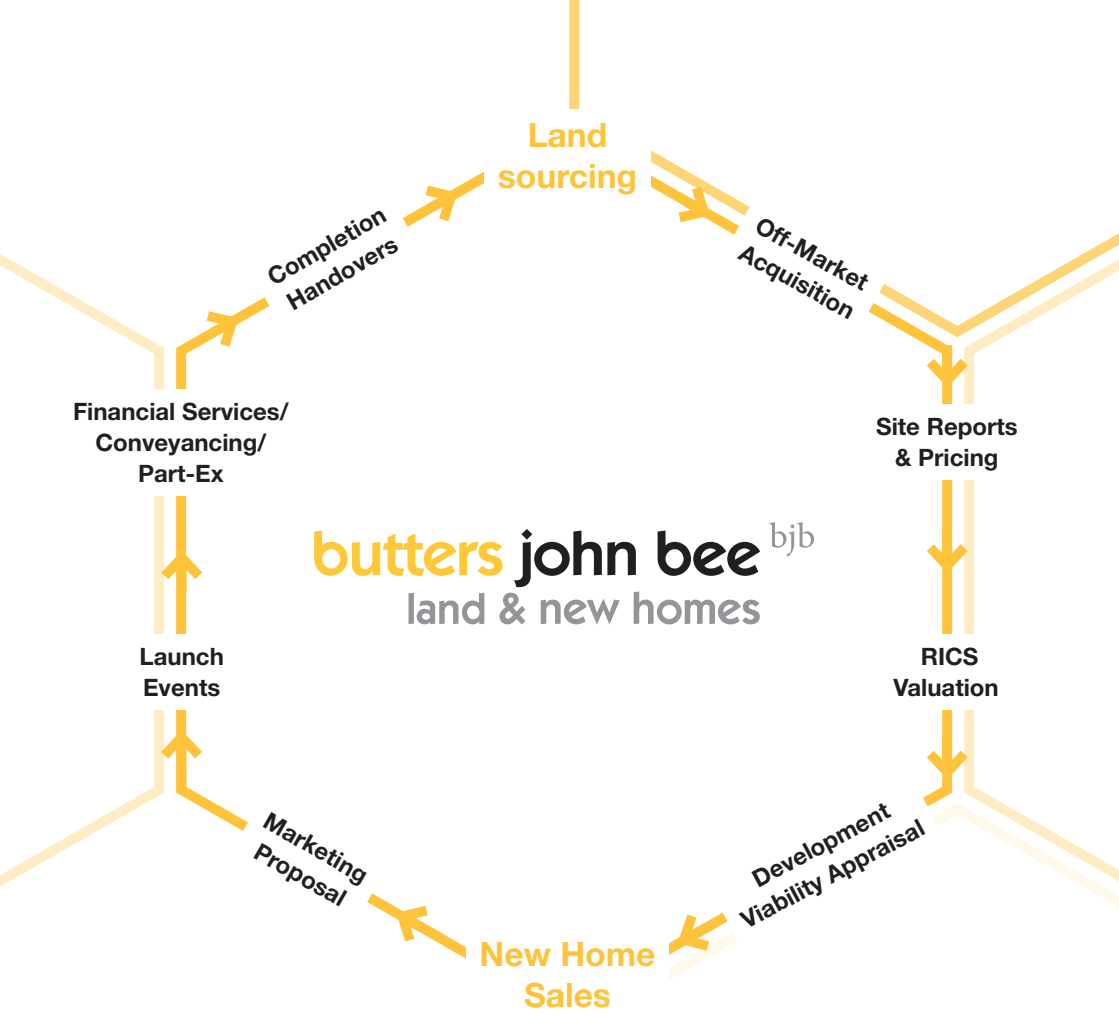 Land
sourcing
Off-Market
Acquisition
Site Reports
& Pricing
RICS
Valuation
Development
Viability Appraisal
New Home
Sales
Marketing
Proposal
Launch
Events
Financial Services/
Conveyancing/
Part-Ex
Completion
Handovers
butters john bee bjb
land & new homes